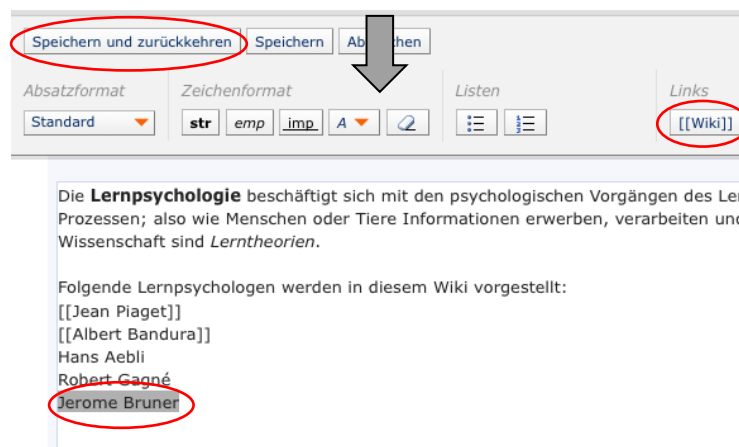 Speichern und zurückkehren Speichern
Absatzformat Zeichenformat Listen Links
Standard str emp imp A [[Wiki]]
Die Lernpsychologie beschäftigt sich mit den psychologischen Vorgängen des
Prozessen; also wie Menschen oder Tiere Informationen erwerben, verarbeiten
Wissenschaft sind Lerntheorien.
Folgende Lernpsychologen werden in diesem Wiki vorgestellt:
[[Jean Piaget]]
[[Albert Bandura]]
Hans Aebli
Robert Gagné
Jerome Bruner